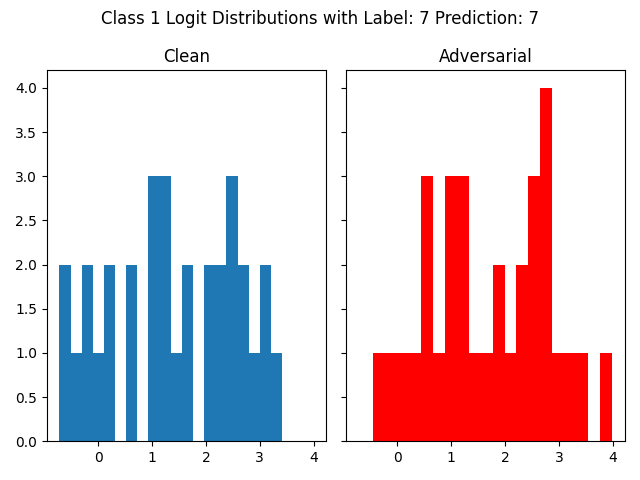 Class 1 Logit Distributions with Label: 7 Prediction: 7
Clean
Adversarial
4.0
3.5
3.0
2.5
2.0
1.5
1.0
0.5
0.0
0 1 2 3 4
0 1 2 3 4